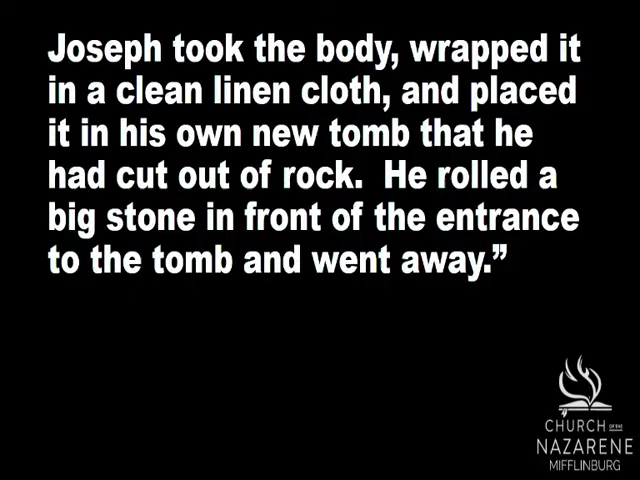 Joseph took the body, wrapped it
in a clean linen cloth, and placed
it in his own new tomb that he
had cut out of rock.  He rolled a
big stone in front of the entrance
to the tomb and went away.”
CHURCH OF THE
NAZARENE
MIFFLINBURG